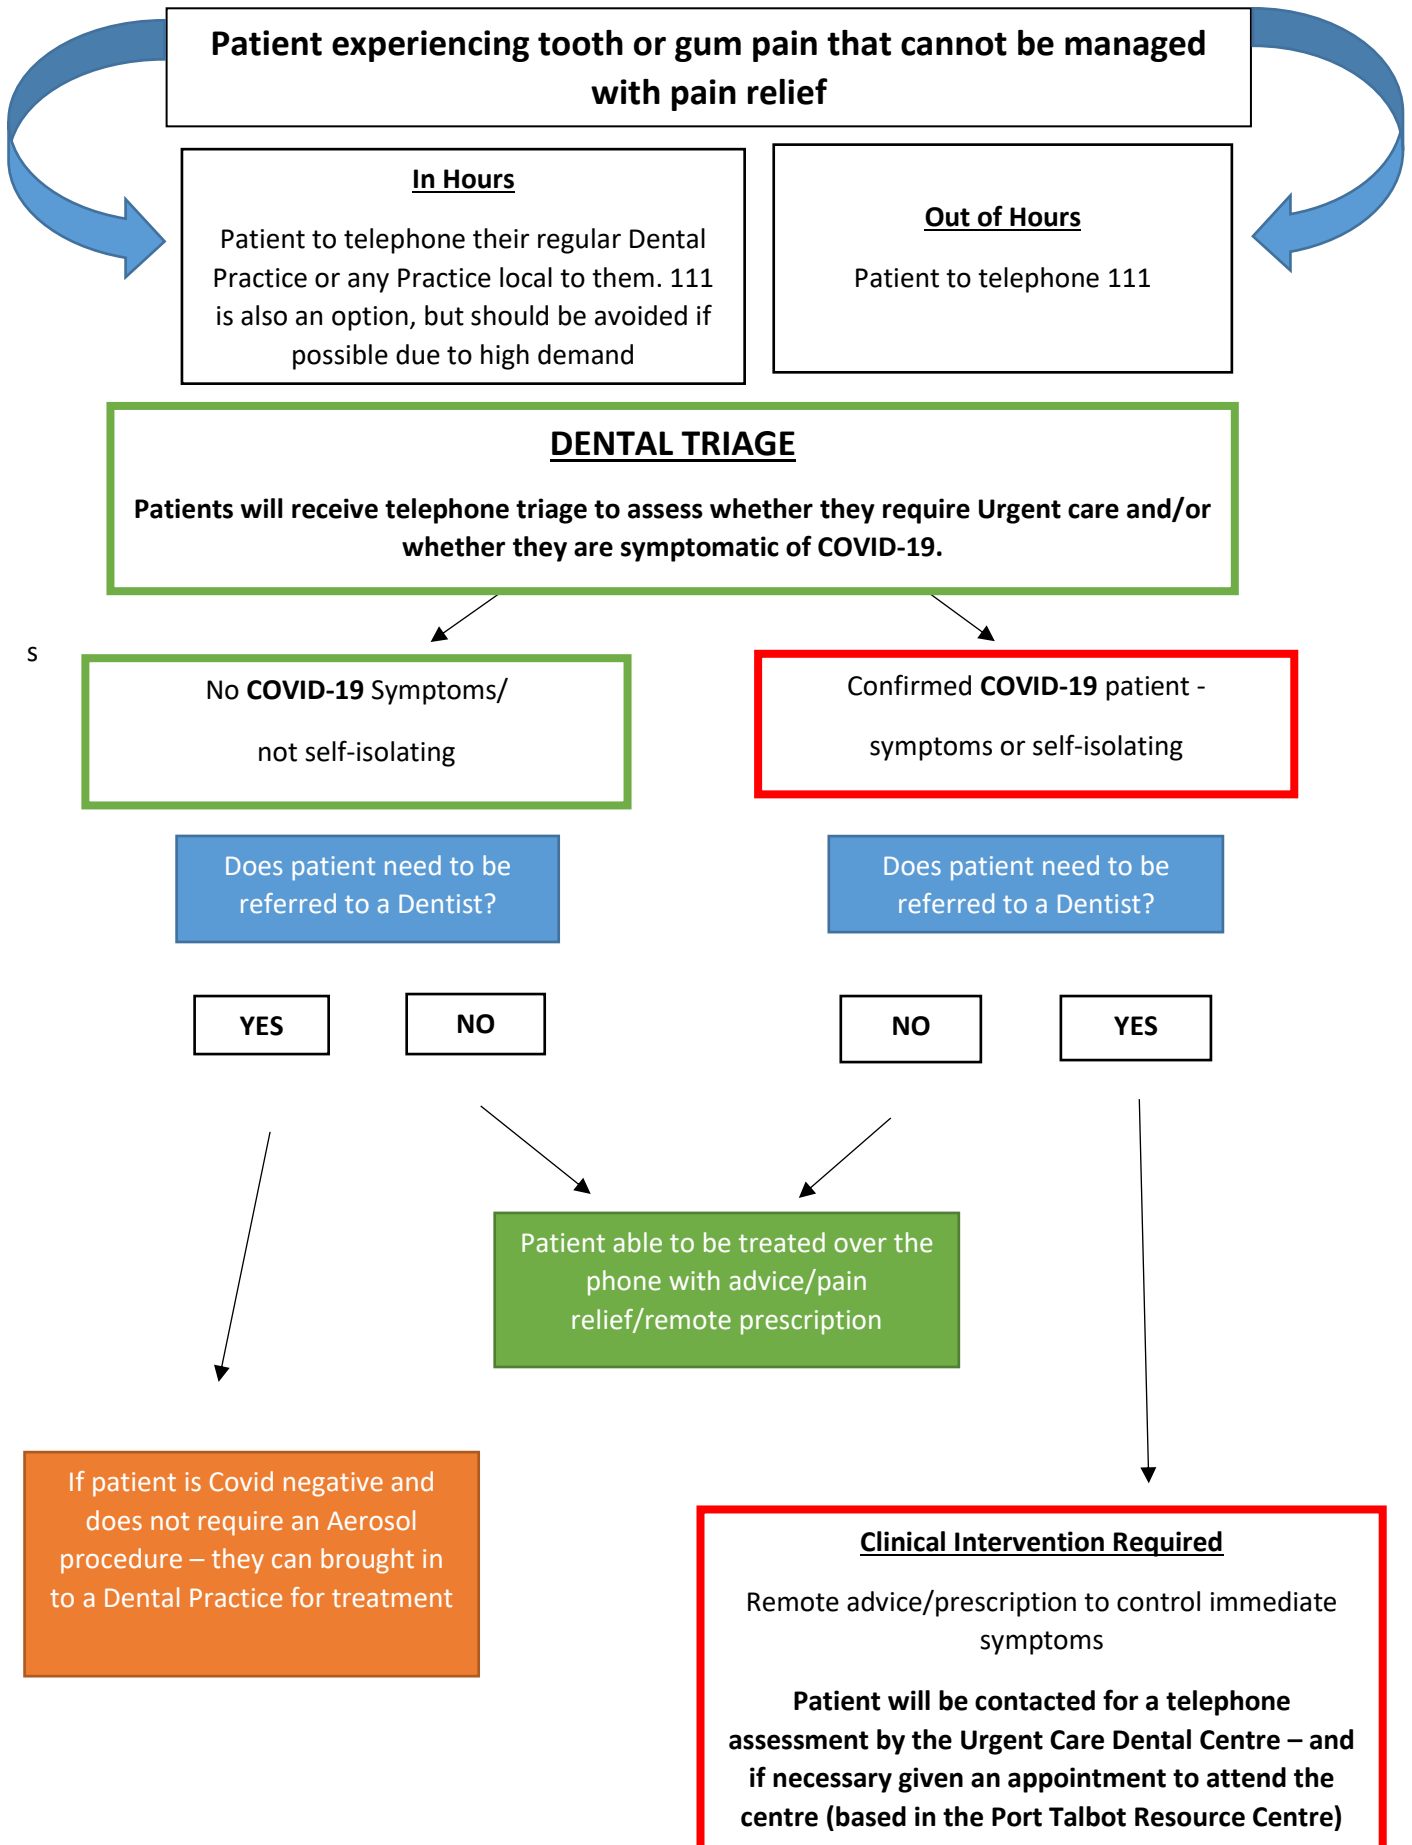 Patient experiencing tooth or gum pain that cannot be managed
with pain relief
In Hours
Patient to telephone their regular Dental
Practice or any Practice local to them. 111
is also an option, but should be avoided if
possible due to high demand
Out of Hours
Patient to telephone 111
DENTAL TRIAGE
Patients will receive telephone triage to assess whether they require Urgent care and/or
whether they are symptomatic of COVID-19.
s
No COVID-19 Symptoms/
not self-isolating
Confirmed COVID-19 patient -
symptoms or self-isolating
Does patient need to be
referred to a Dentist?
Does patient need to be
referred to a Dentist?
YES
NO
NO
YES
Patient able to be treated over the
phone with advice/pain
relief/remote prescription
If patient is Covid negative and
does not require an Aerosol
procedure – they can brought in
to a Dental Practice for treatment
Clinical Intervention Required
Remote advice/prescription to control immediate
symptoms
Patient will be contacted for a telephone
assessment by the Urgent Care Dental Centre – and
if necessary given an appointment to attend the
centre (based in the Port Talbot Resource Centre)